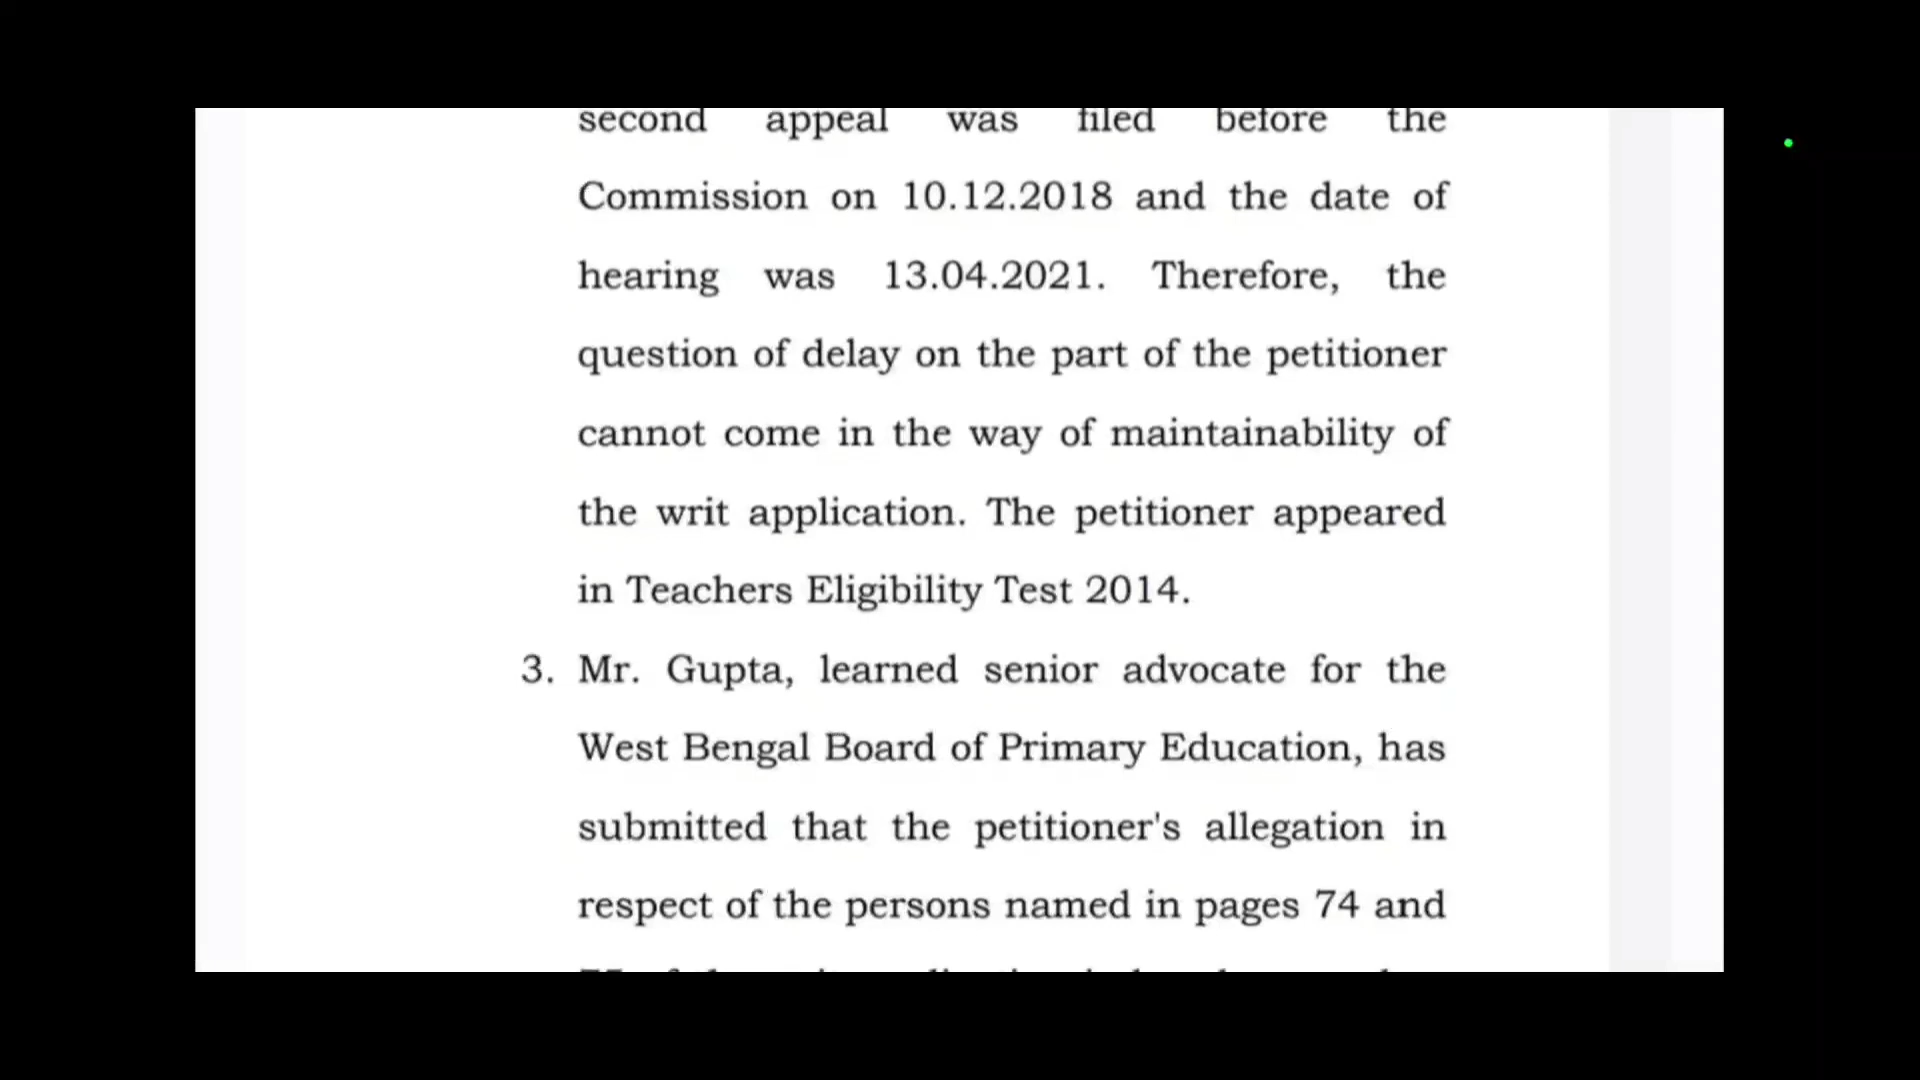 second appeal was filed before the
Commission on 10.12.2018 and the date of
hearing was 13.04.2021. Therefore, the
question of delay on the part of the petitioner
cannot come in the way of maintainability of
the writ application. The petitioner appeared
in Teachers Eligibility Test 2014.
3. Mr. Gupta, learned senior advocate for the
West Bengal Board of Primary Education, has
submitted that the petitioner's allegation in
respect of the persons named in pages 74 and